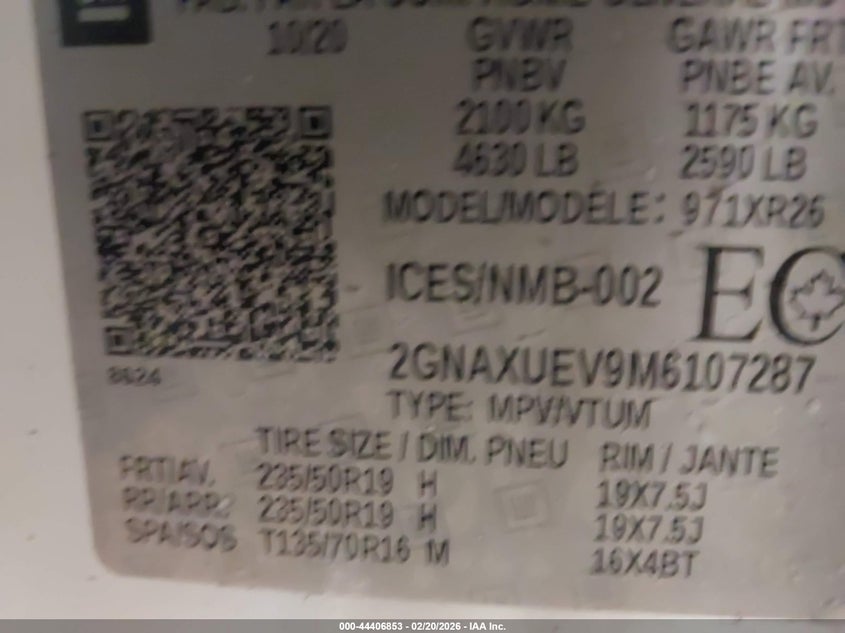 10/20
GVWR
GAWR FRT
PNBV
PNBE AV.
2100 KG
1175 KG
4630 LB
2590 LB
MODEL/MODÈLE: 971XR26
ICES/NMB-002
EC
2GNAXUEV9M6107287
8624
TYPE: MPV/VTUM
TIRE SIZE / DIM. PNEU RIM / JANTE
FRT/AV. 235/50R19 H 19X7.5J
RR/ARR: 235/50R19 H 19X7.5J
SPA/SOS T135/70R16 M 16X4BT
000-44406853 - 02/20/2026 - IAA Inc.